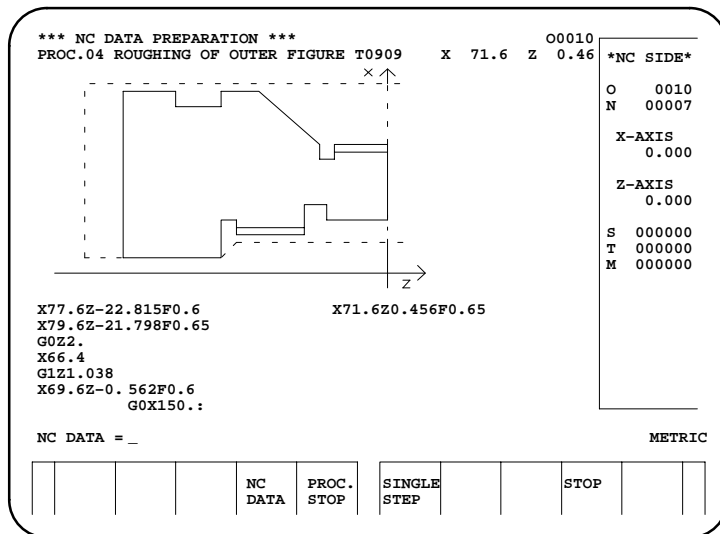 *** NC DATA PREPARATION *** O0010
PROC.04 ROUGHING OF OUTER FIGURE T0909 X 71.6 Z 0.46
*NC SIDE*
O 0010
N 00007
X-AXIS
0.000
Z-AXIS
0.000
S 000000
T 000000
M 000000
X
Z
X77.6Z-22.815F0.6 X71.6Z0.456F0.65
X79.6Z-21.798F0.65
G0Z2.
X66.4
G1Z1.038
X69.6Z-0.562F0.6
G0X150.:
NC DATA =_ METRIC
NC DATA
PROC. STOP
SINGLE STEP
STOP